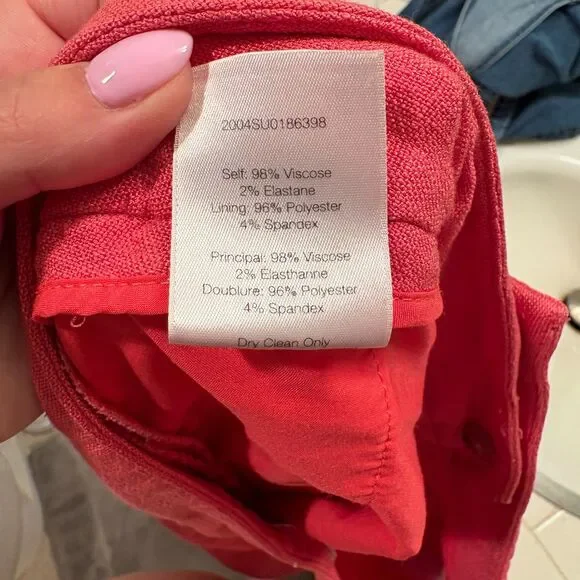 2004SU0186398
Self: 98% Viscose
2% Elastane
Lining: 96% Polyester
4% Spandex
Principal: 98% Viscose
2% Élasthanne
Doublure: 96% Polyester
4% Spandex
Dry Clean Only